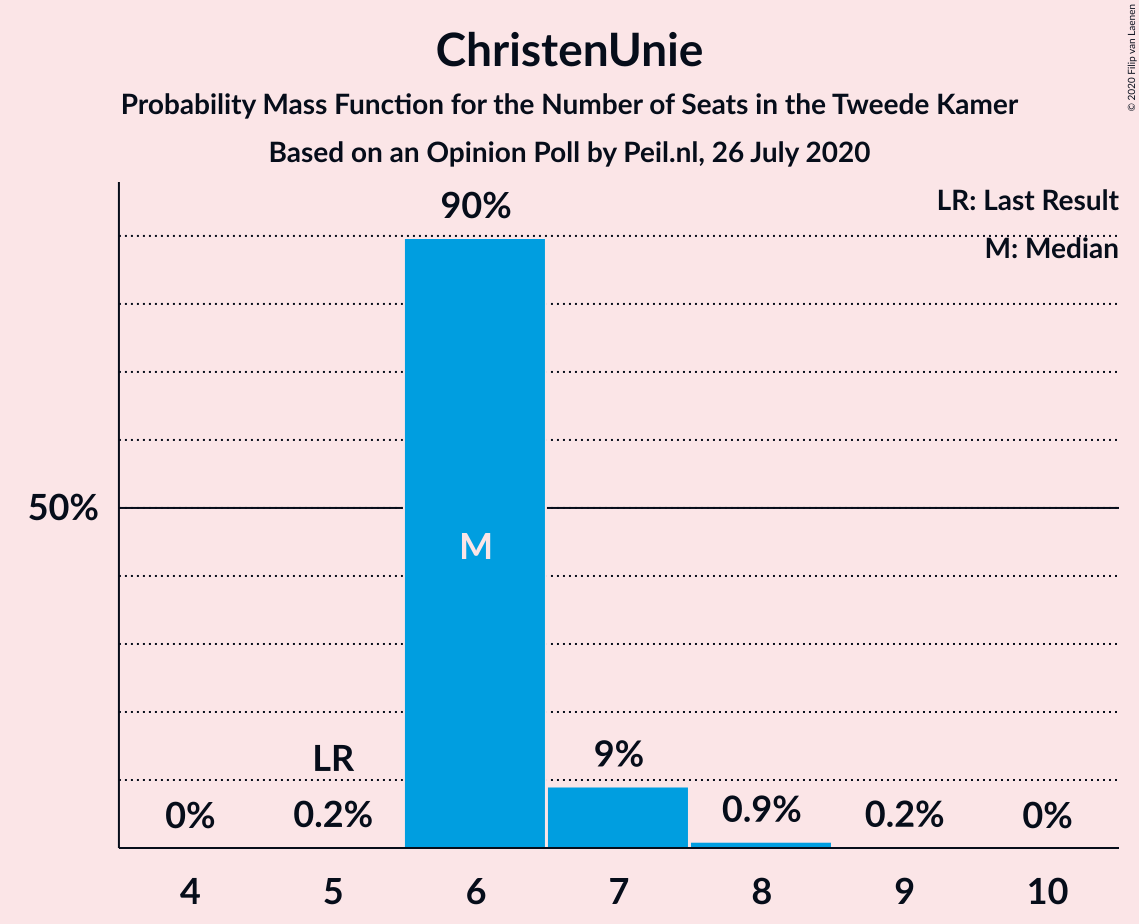 ChristenUnie
Probability Mass Function for the Number of Seats in the Tweede Kamer
Based on an Opinion Poll by Peil.nl, 26 July 2020
© 2020 Filip van Laenen
LR: Last Result
M: Median
90%
50%
M
LR
9%
0%
0.2%
0.9%
0.2%
0%
4
5
6
7
8
9
10